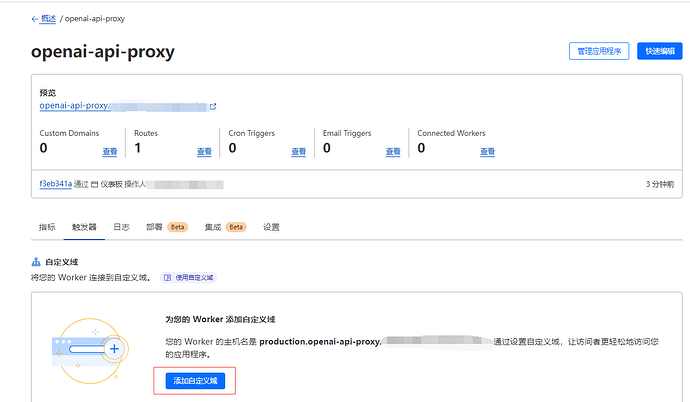 ← 概述 / openai-api-proxy
openai-api-proxy
管理应用程序 快速编辑
预览
openai-api-proxy.
Custom Domains Routes Cron Triggers Email Triggers Connected Workers
0 查看 1 查看 0 查看 0 查看 0 查看
f3eb341a 通过 仪表板 操作人 3 分钟前
指标 触发器 日志 部署 Beta 集成 Beta 设置
自定义域
将您的 Worker 连接到自定义域。 使用自定义域
为您的 Worker 添加自定义域
您的 Worker 的主机名是 production.openai-api-proxy. 通过设置自定义域，让访问者更轻松地访问您
的应用程序。
添加自定义域